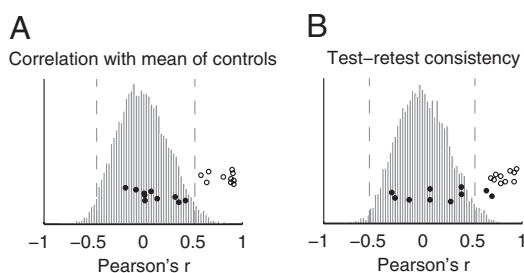 A
Correlation with mean of controls
−1 −0.5 0 0.5 1
Pearson's r
B
Test−retest consistency
−1 −0.5 0 0.5 1
Pearson's r